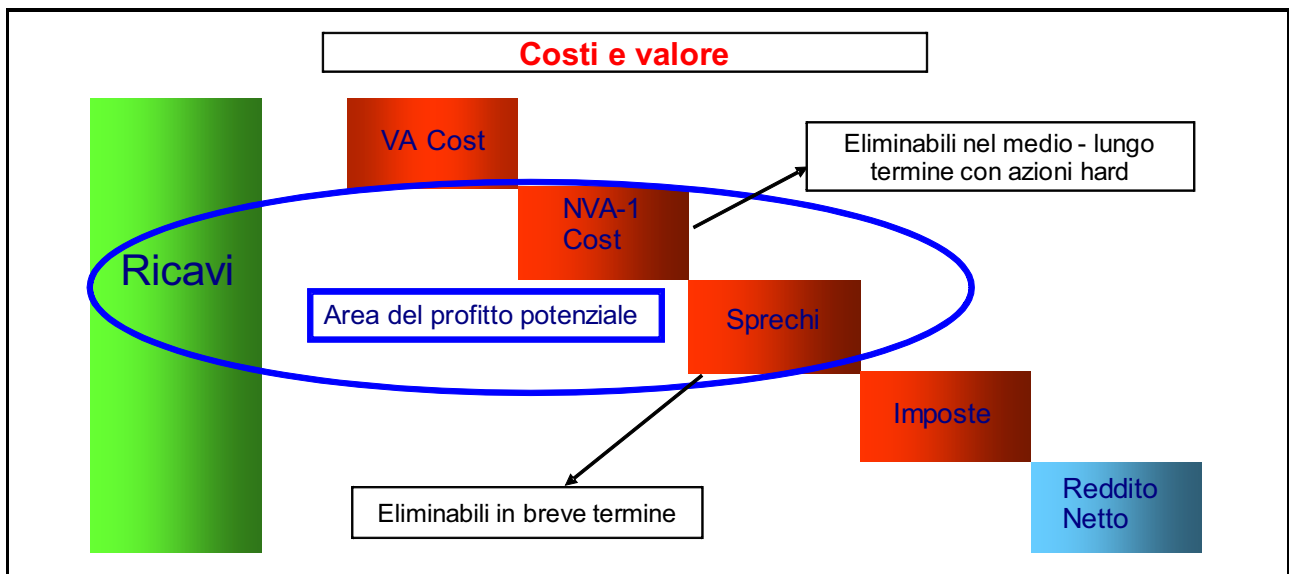 Costi e valore
VA Cost
Eliminabili nel medio - lungo
termine con azioni hard
NVA-1
Cost
Ricavi
Area del profitto potenziale
Sprechi
Imposte
Eliminabili in breve termine
Reddito
Netto